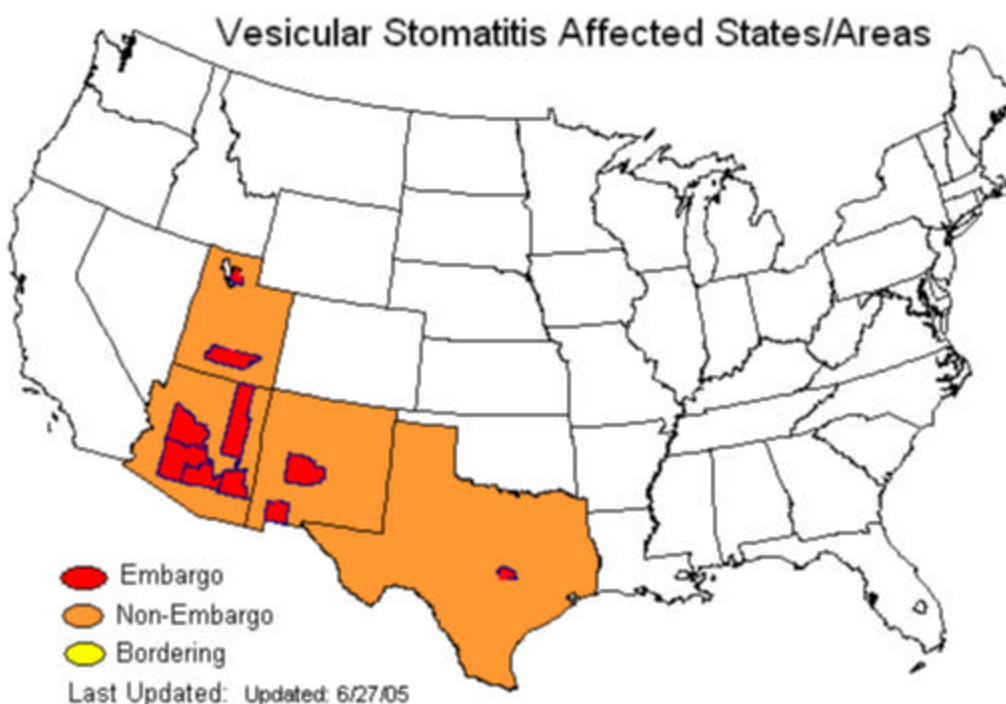 Vesicular Stomatitis Affected States/Areas
Embargo
Non-Embargo
Bordering
Last Updated: Updated: 6/27/05